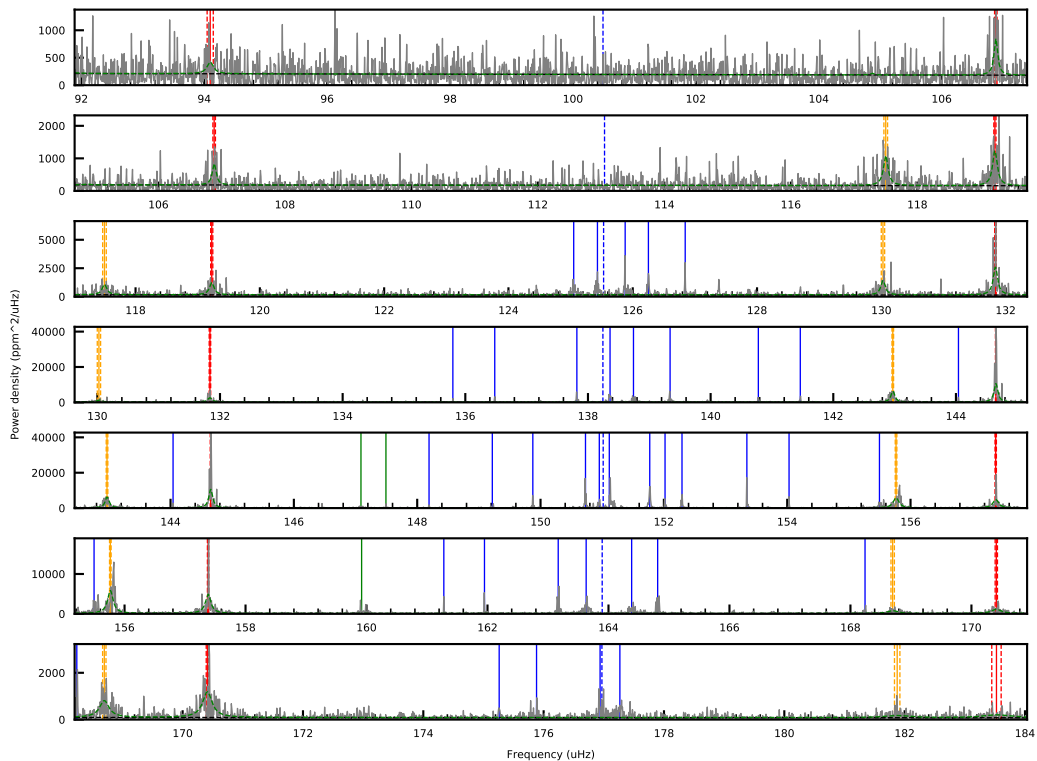 1000
500
0
92 94 96 98 100 102 104 106
2000
1000
0
106 108 110 112 114 116 118
5000
2500
0
118 120 122 124 126 128 130 132
40000
20000
0
130 132 134 136 138 140 142 144
40000
20000
0
144 146 148 150 152 154 156
10000
0
156 158 160 162 164 166 168 170
2000
0
170 172 174 176 178 180 182 184
Power density (ppm^2/uHz)
Frequency (uHz)